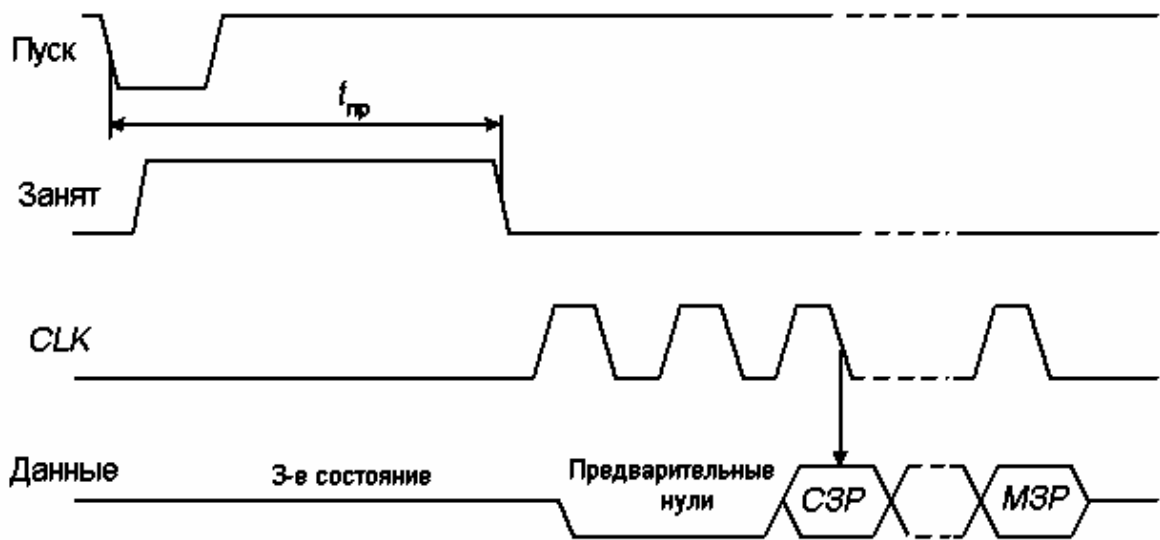 Пуск
tпр
Занят
CLK
Данные
3-е состояние
Предварительные
нули
СЗР
МЗР